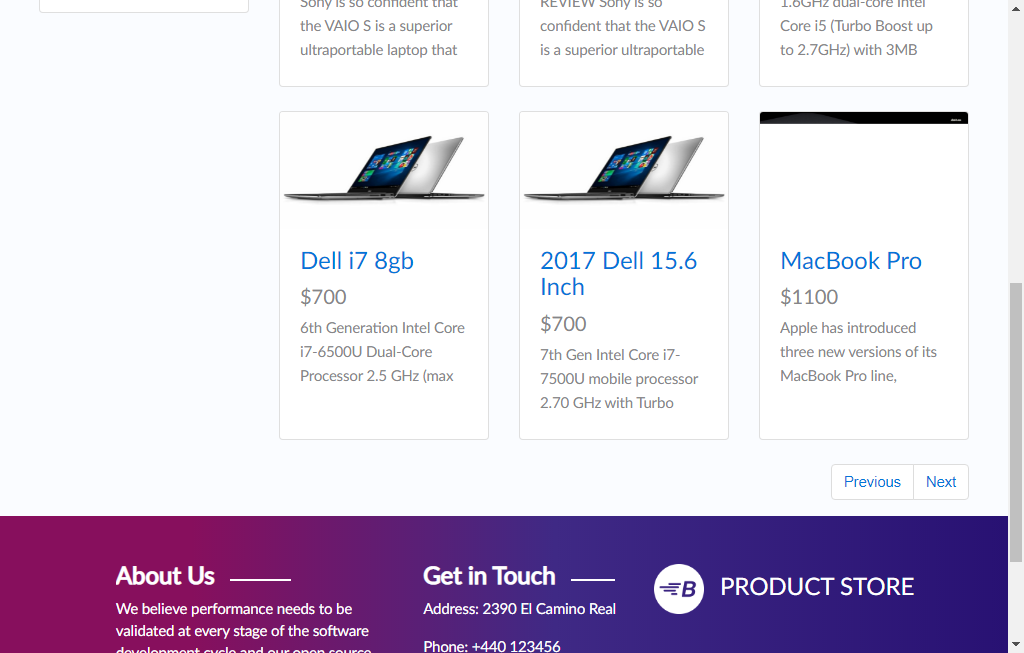 Sony is so confident that
the VAIO S is a superior
ultraportable laptop that
REVIEW Sony is so
confident that the VAIO S
is a superior ultraportable
1.6GHz dual-core Intel
Core i5 (Turbo Boost up
to 2.7GHz) with 3MB
Dell i7 8gb
$700
6th Generation Intel Core
i7-6500U Dual-Core
Processor 2.5 GHz (max
2017 Dell 15.6
Inch
$700
7th Gen Intel Core i7-
7500U mobile processor
2.70 GHz with Turbo
MacBook Pro
$1100
Apple has introduced
three new versions of its
MacBook Pro line,
Previous
Next
About Us
We believe performance needs to be
validated at every stage of the software
development cycle and our open source
Get in Touch
Address: 2390 El Camino Real
Phone: +440 123456
B
PRODUCT STORE